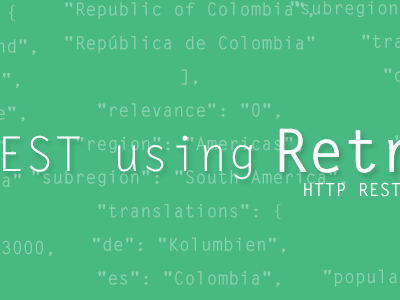 { "Republic of Colombia", "subregion
nd", "República de Colombia" "tra
", ], "c
e", "relevance": "0",
EST using Retr
"region": "Americas"
a" "subregion": "South America",
HTTP REST
"translations": {
3000, "de": "Kolumbien",
"es": "Colombia", "popula